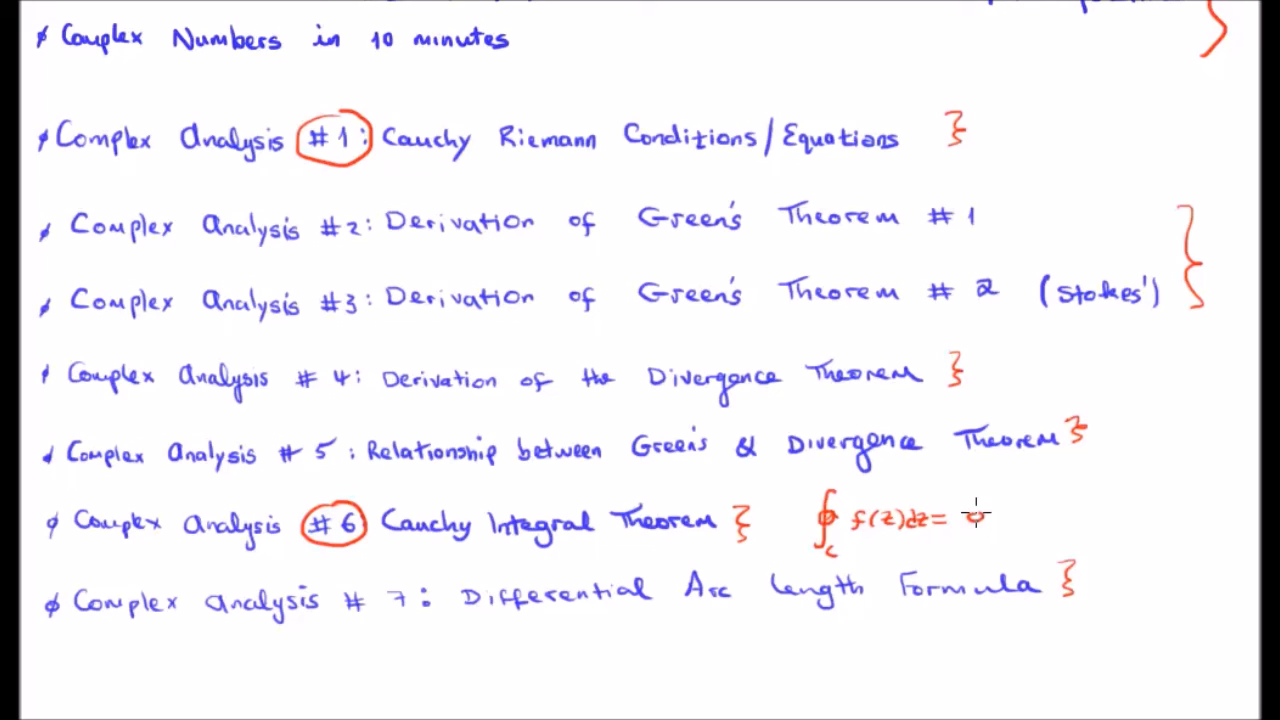 Complex Numbers in 10 minutes
Complex Analysis #1: Cauchy Riemann Conditions/Equations
Complex Analysis #2: Derivation of Green's Theorem #1
Complex Analysis #3: Derivation of Green's Theorem #2 (Stokes')
Complex Analysis #4: Derivation of the Divergence Theorem
Complex Analysis #5: Relationship between Green's & Divergence Theorem
Complex Analysis #6 Cauchy Integral Theorem ∮_c f(z)dz = 0
Complex Analysis #7: Differential Arc length Formula